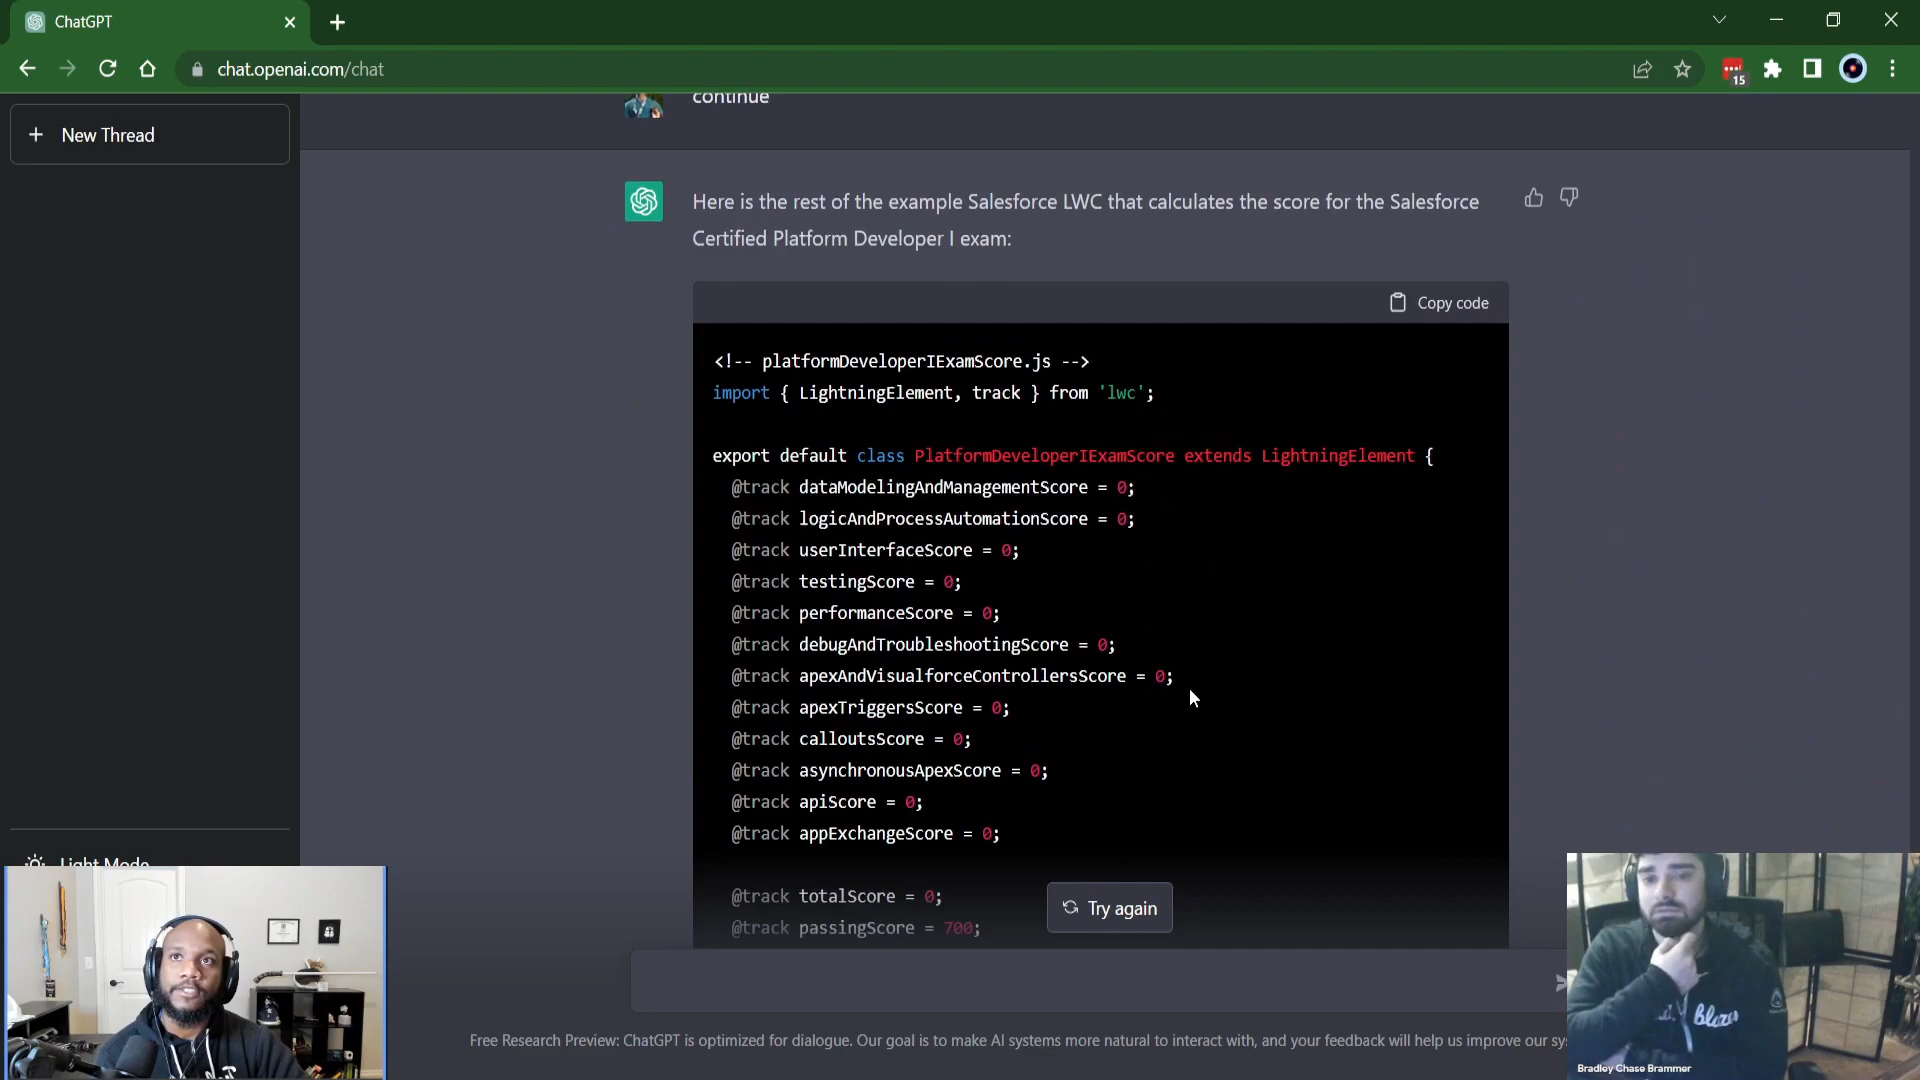 ChatGPT
chat.openai.com/chat
15
New Thread
continue
Here is the rest of the example Salesforce LWC that calculates the score for the Salesforce
Certified Platform Developer I exam:
Copy code
<!-- platformDeveloperIExamScore.js -->
import { LightningElement, track } from 'lwc';
export default class PlatformDeveloperIExamScore extends LightningElement {
@track dataModelingAndManagementScore = 0;
@track logicAndProcessAutomationScore = 0;
@track userInterfaceScore = 0;
@track testingScore = 0;
@track performanceScore = 0;
@track debugAndTroubleshootingScore = 0;
@track apexAndVisualforceControllersScore = 0;
@track apexTriggersScore = 0;
@track calloutsScore = 0;
@track asynchronousApexScore = 0;
@track apiScore = 0;
@track appExchangeScore = 0;
@track totalScore = 0;
@track passingScore = 700;
Try again
Light Mode
Free Research Preview: ChatGPT is optimized for dialogue. Our goal is to make AI systems more natural to interact with, and your feedback will help us improve our sy
Bradley Chase Brammer